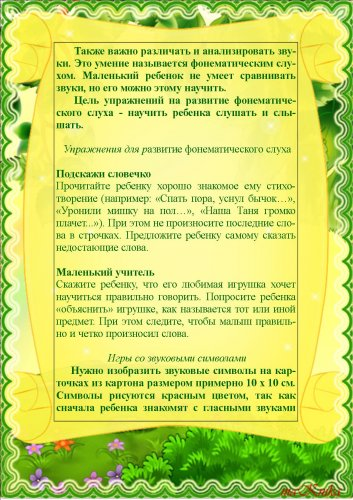 Также важно различать и анализировать зву-
ки. Это умение называется фонематическим слу-
хом. Маленький ребенок не умеет сравнивать
звуки, но его можно этому научить.
Цель упражнений на развитие фонематиче-
ского слуха - научить ребенка слушать и слы-
шать.
Упражнения для развитие фонематического слуха
Подскажи словечко
Прочитайте ребенку хорошо знакомое ему стихо-
творение (например: «Спать пора, уснул бычок…»,
«Уронили мишку на пол…», «Наша Таня громко
плачет...»). При этом не произносите последние сло-
ва в строчках. Предложите ребенку самому сказать
недостающие слова.
Маленький учитель
Скажите ребенку, что его любимая игрушка хочет
научиться правильно говорить. Попросите ребенка
«объяснить» игрушке, как называется тот или иной
предмет. При этом следите, чтобы малыш правиль-
но и четко произносил слова.
Игры со звуковыми символами
Нужно изобразить звуковые символы на кар-
точках из картона размером примерно 10 х 10 см.
Символы рисуются красным цветом, так как
сначала ребенка знакомят с гласными звуками